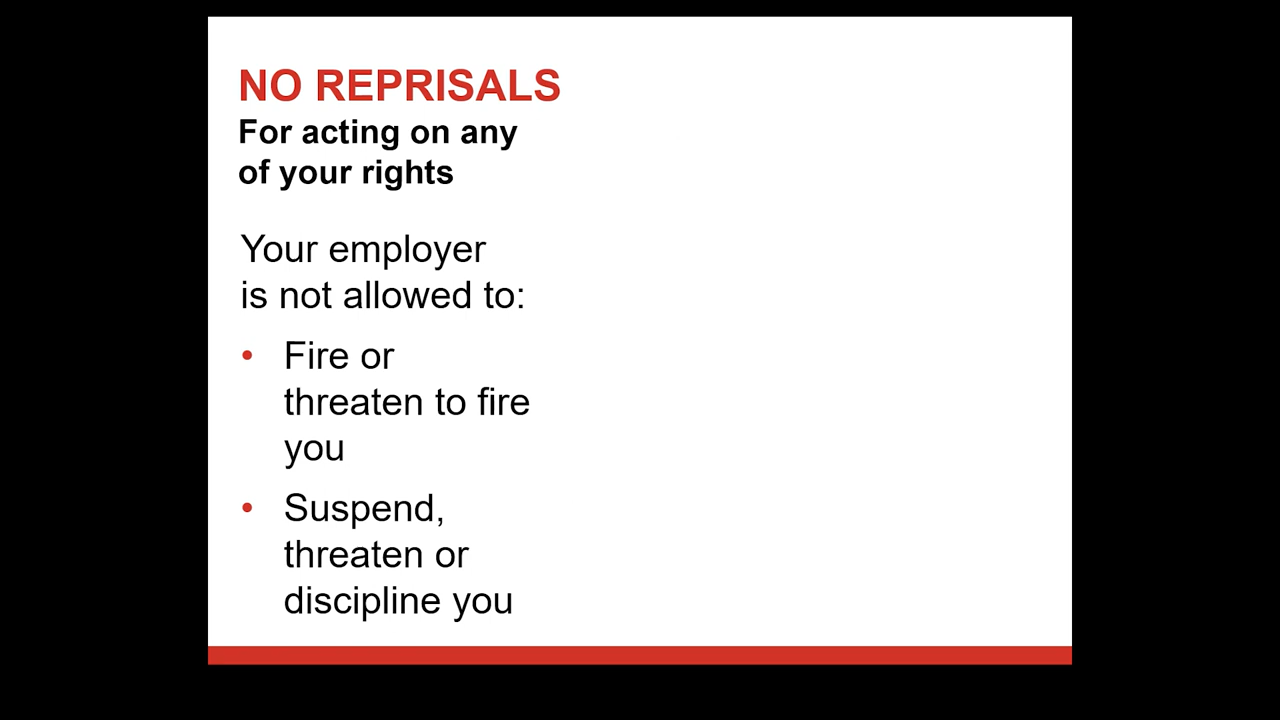 NO REPRISALS
For acting on any
of your rights
Your employer
is not allowed to:
• Fire or
threaten to fire
you
• Suspend,
threaten or
discipline you